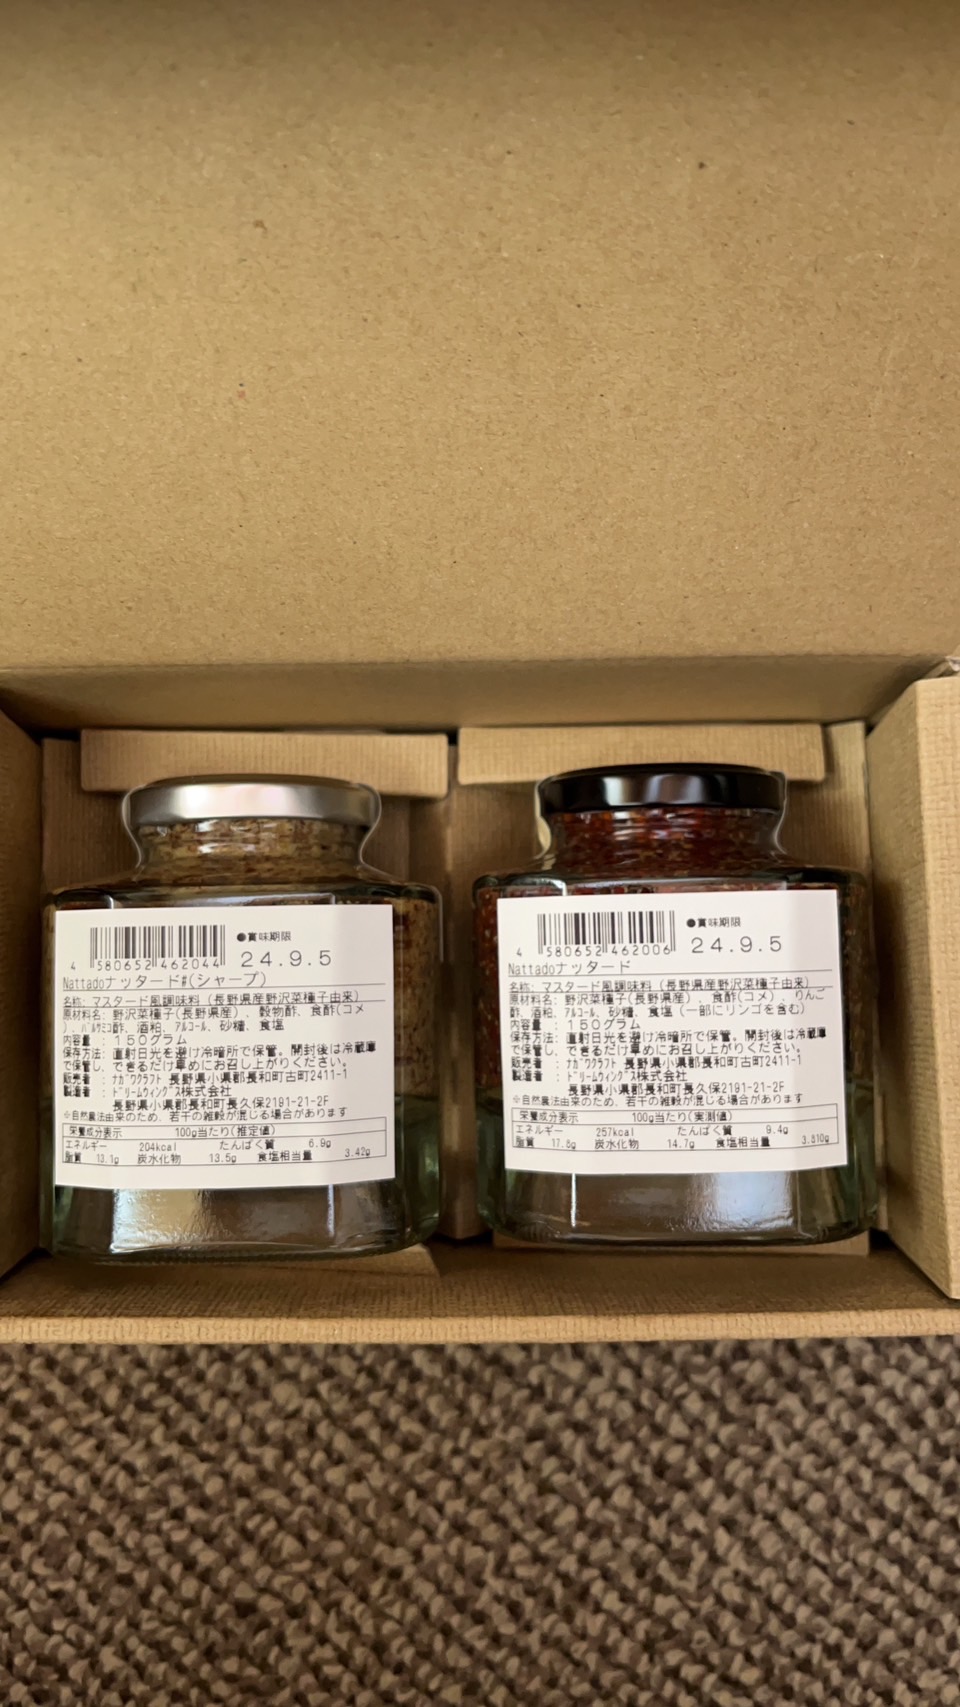 4 580652 462044
●賞味期限
24.9.5
Nattadoナッタード#(シャープ)
名称: マスタード風調味料（長野県産野沢菜種子由来）
原材料名: 野沢菜種子(長野県産）、穀物酢、食酢(コメ
）、バルサミコ酢、酒粕、アルコール、砂糖、食塩
内容量 : １５０グラム
保存方法: 直射日光を避け冷暗所で保管。開封後は冷蔵庫
で保管し、できるだけ早めにお召し上がりください。
販売者 : ナガワクラフト 長野県小県郡長和町古町2411-1
製造者 : ドリームウィングス株式会社
長野県小県郡長和町長久保2191-21-2F
※自然農法由来のため、若干の雑穀が混じる場合があります
栄養成分表示 100g当たり(推定値)
エネルギー 204kcal たんぱく質 6.9g
脂質 13.1g 炭水化物 13.5g 食塩相当量 3.42g
4 580652 462006
●賞味期限
24.9.5
Nattadoナッタード
名称: マスタード風調味料（長野県産野沢菜種子由来）
原材料名: 野沢菜種子(長野県産）、食酢(コメ）、りんご
酢、酒粕、アルコール、砂糖、食塩（一部にリンゴを含む）
内容量 : １５０グラム
保存方法: 直射日光を避け冷暗所で保管。開封後は冷蔵庫
で保管し、できるだけ早めにお召し上がりください。
販売者 : ナガワクラフト 長野県小県郡長和町古町2411-1
製造者 : ドリームウィングス株式会社
長野県小県郡長和町長久保2191-21-2F
※自然農法由来のため、若干の雑穀が混じる場合があります
栄養成分表示 100g当たり(実測値)
エネルギー 257kcal たんぱく質 9.4g
脂質 17.8g 炭水化物 14.7g 食塩相当量 3.810g